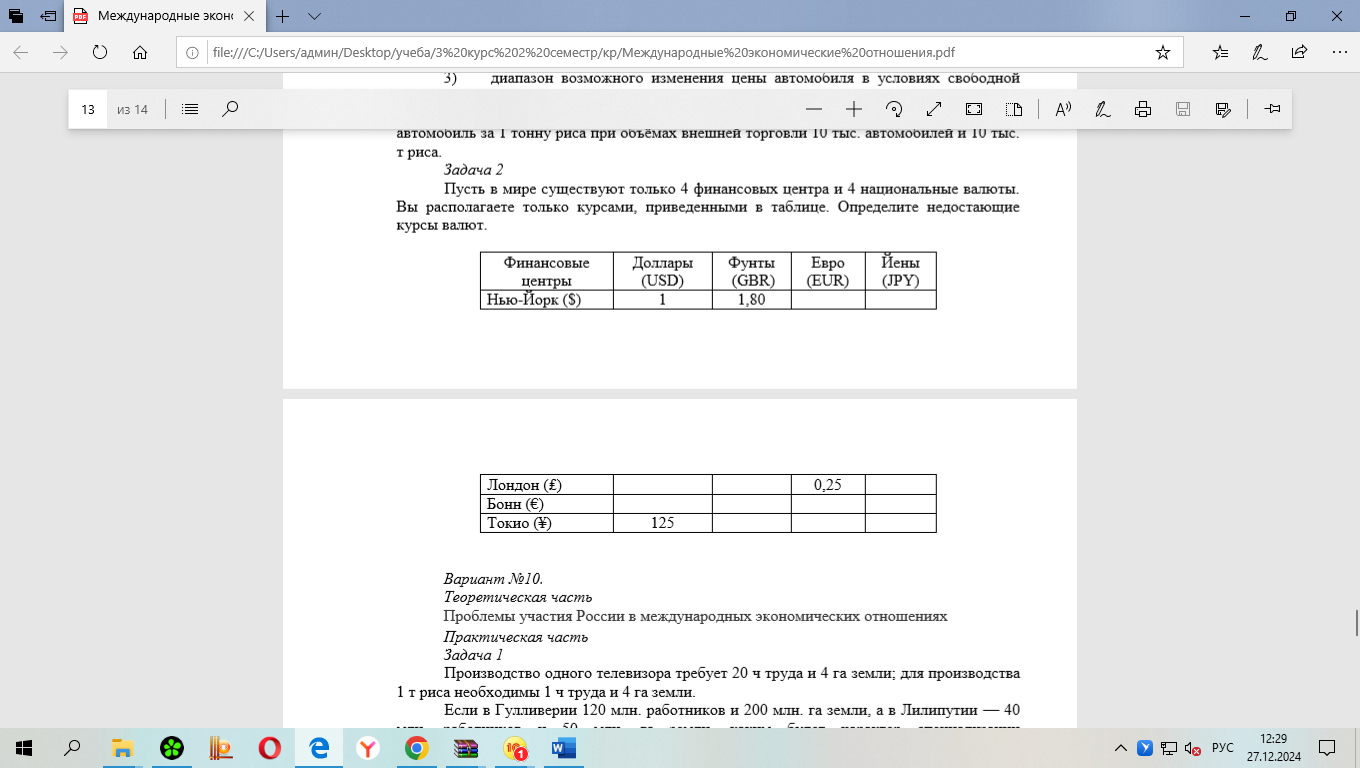 Международные эконо
file:///C:/Users/админ/Desktop/учеба/3%20курс%202%20семестр/кр/Международные%20экономические%20отношения.pdf
3) диапазон возможного изменения цены автомобиля в условиях свободной
13 из 14
автомобиль за 1 тонну риса при объёмах внешней торговли 10 тыс. автомобилей и 10 тыс.
т риса.
Задача 2
Пусть в мире существуют только 4 финансовых центра и 4 национальные валюты.
Вы располагаете только курсами, приведенными в таблице. Определите недостающие
курсы валют.
Финансовые центры Доллары (USD) Фунты (GBR) Евро (EUR) Йены (JPY)
Нью-Йорк ($) 1 1,80
Лондон (₤) 0,25
Бонн (€)
Токио (¥) 125
Вариант №10.
Теоретическая часть
Проблемы участия России в международных экономических отношениях
Практическая часть
Задача 1
Производство одного телевизора требует 20 ч труда и 4 га земли; для производства
1 т риса необходимы 1 ч труда и 4 га земли.
Если в Гулливерии 120 млн. работников и 200 млн. га земли, а в Лилипутии — 40
РУС
12:29
27.12.2024